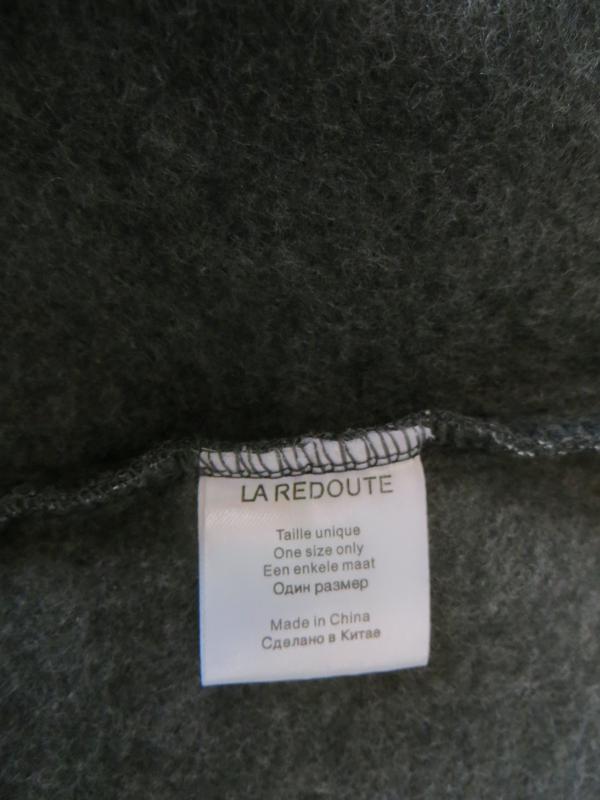 LA REDOUTE
Taille unique
One size only
Een enkele maat
Один размер
Made in China
Сделано в Китае